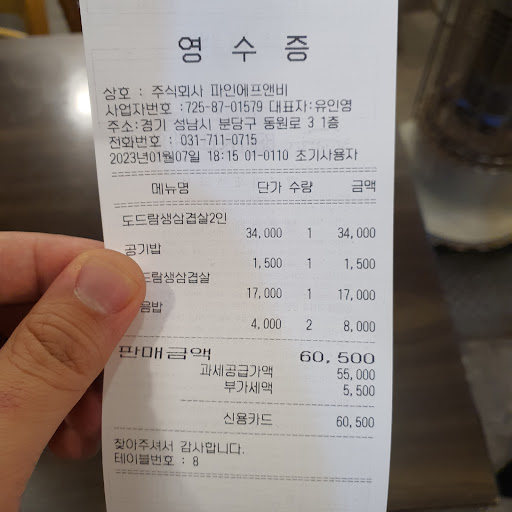 영 수 증
상호 : 주식회사 파인에프앤비
사업자번호 :725-87-01579 대표자:유인영
주소:경기 성남시 분당구 동원로 3 1층
전화번호 : 031-711-0715
2023년01월07일 18:15 01-0110 초기사용자
메뉴명 단가 수량 금액
도드람생삼겹살2인
34,000 1 34,000
공기밥
1,500 1 1,500
드람생삼겹살
17,000 1 17,000
음밥
4,000 2 8,000
판매금액 60,500
과세공급가액 55,000
부가세액 5,500
신용카드 60,500
찾아주셔서 감사합니다.
테이블번호 : 8